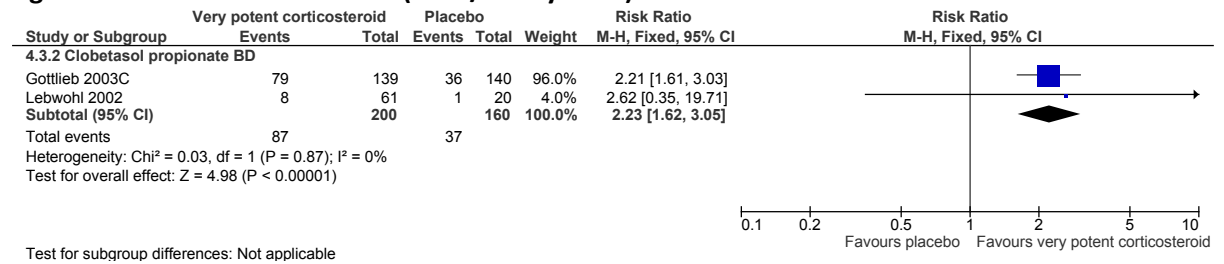 Very potent corticosteroid Placebo Risk Ratio Risk Ratio
Study or Subgroup Events Total Events Total Weight M-H, Fixed, 95% CI M-H, Fixed, 95% CI
4.3.2 Clobetasol propionate BD
Gottlieb 2003C 79 139 36 140 96.0% 2.21 [1.61, 3.03]
Lebwohl 2002 8 61 1 20 4.0% 2.62 [0.35, 19.71]
Subtotal (95% CI) 200 160 100.0% 2.23 [1.62, 3.05]
Total events 87 37
Heterogeneity: Chi² = 0.03, df = 1 (P = 0.87); I² = 0%
Test for overall effect: Z = 4.98 (P < 0.00001)
0.1 0.2 0.5 1 2 5 10
Favours placebo Favours very potent corticosteroid
Test for subgroup differences: Not applicable